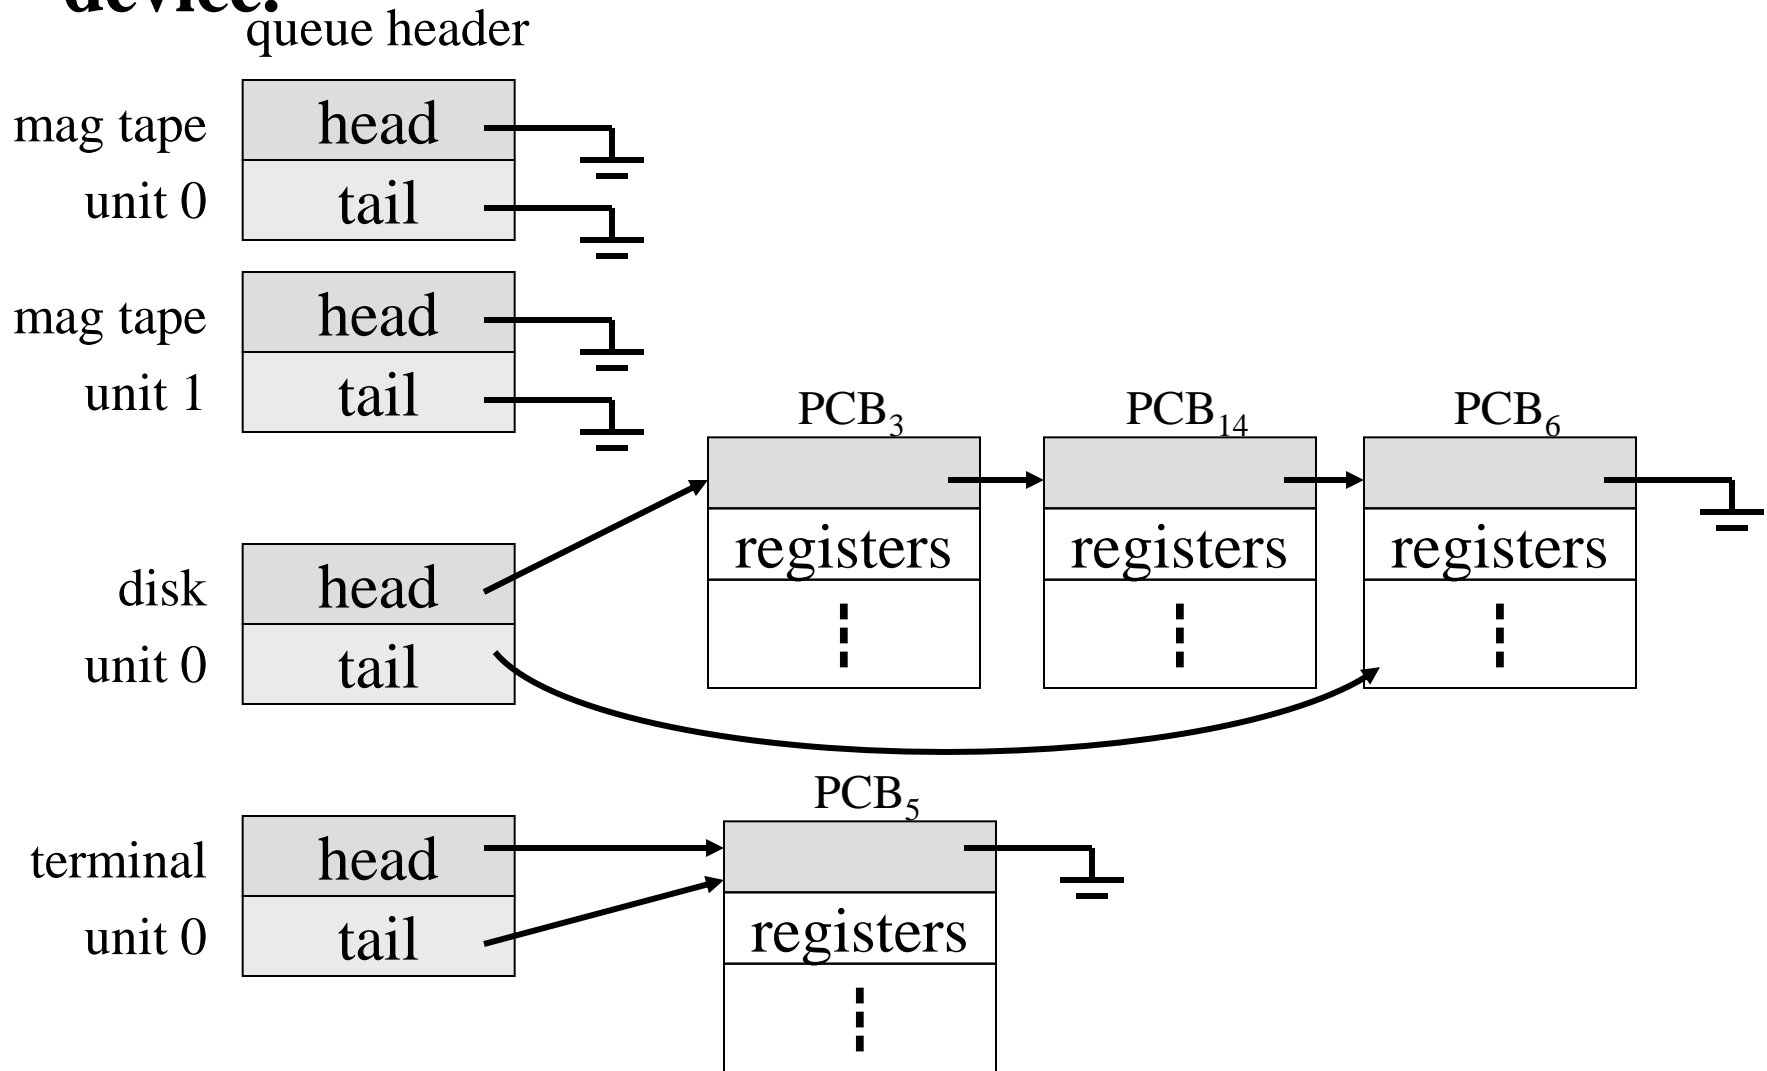 device.
queue header
mag tape
unit 0
head
tail
mag tape
unit 1
head
tail
PCB3
PCB14
PCB6
registers
registers
registers
disk
unit 0
head
tail
PCB5
terminal
unit 0
head
tail
registers